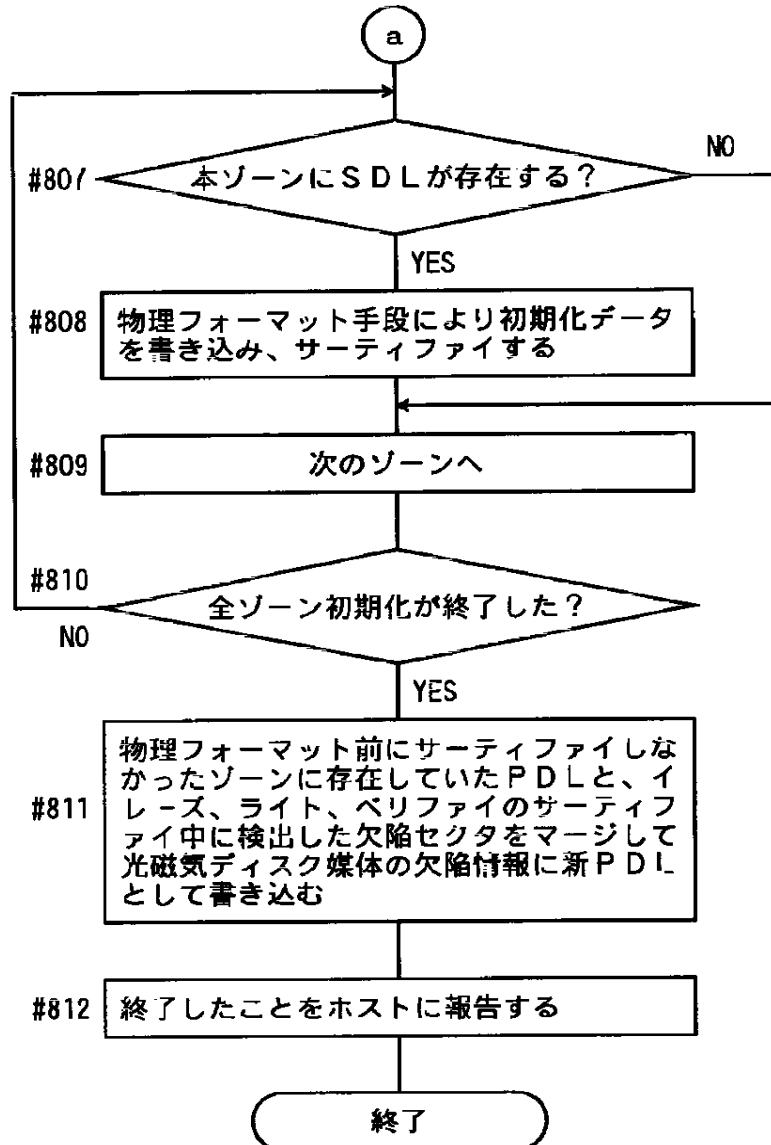 a
#807
本ゾーンにＳＤＬが存在する？
NO
YES
#808
物理フォーマット手段により初期化データ
を書き込み、サーティファイする
#809
次のゾーンへ
#810
全ゾーン初期化が終了した？
NO
YES
#811
物理フォーマット前にサーティファイしな
かったゾーンに存在していたＰＤＬと、イ
レーズ、ライト、ベリファイのサーティフ
ァイ中に検出した欠陥セクタをマージして
光磁気ディスク媒体の欠陥情報に新ＰＤＬ
として書き込む
#812
終了したことをホストに報告する
終了